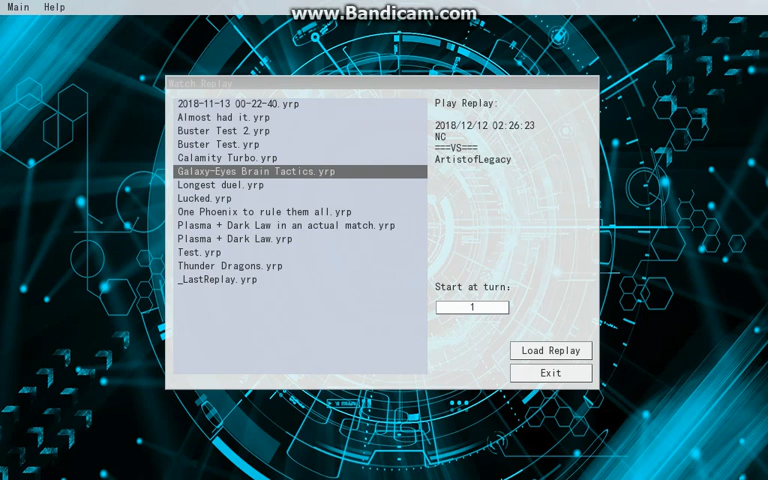 Main Help
www.Bandicam.com
Watch Replay
2018-11-13 00-22-40.yrp
Almost had it.yrp
Buster Test 2.yrp
Buster Test.yrp
Calamity Turbo.yrp
Galaxy-Eyes Brain Tactics.yrp
Longest duel.yrp
Lucked.yrp
One Phoenix to rule them all.yrp
Plasma + Dark Law in an actual match.yrp
Plasma + Dark Law.yrp
Test.yrp
Thunder Dragons.yrp
_LastReplay.yrp
Play Replay:
2018/12/12 02:26:23
NC
===VS===
ArtistofLegacy
Start at turn:
1
Load Replay
Exit